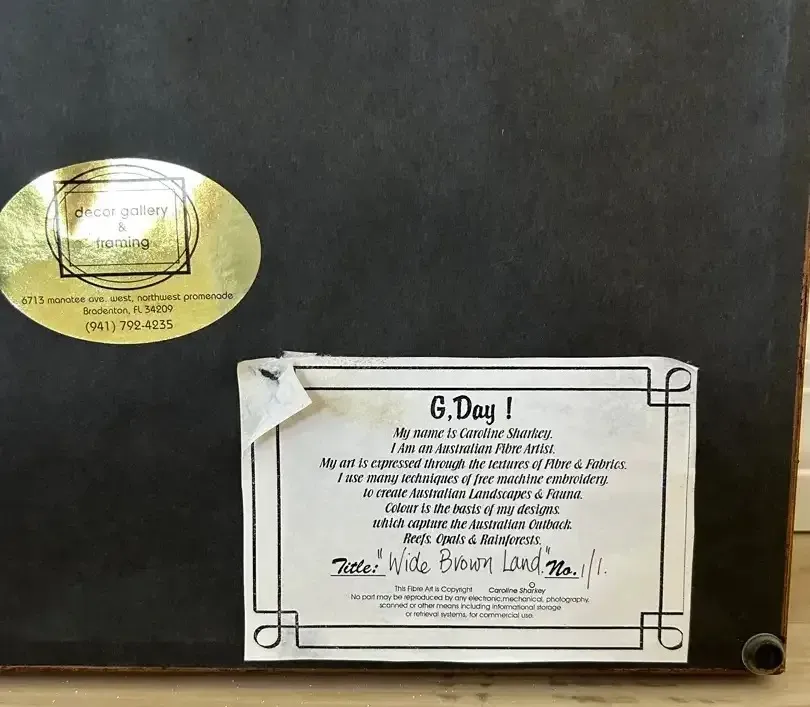 decor gallery
&
framing
6713 manatee ave. west, northwest promenade
Bradenton, FL 34209
(941) 792-4235
G,Day !
My name is Caroline Sharkey.
I Am an Australian Fibre Artist.
My art is expressed through the textures of Fibre & Fabrics.
I use many techniques of free machine embroidery.
to create Australian Landscapes & Fauna.
Colour is the basis of my designs.
which capture the Australian Outback.
Reefs. Opals & Rainforests.
Title: "Wide Brown Land." No. 1/1.
This Fibre Art is Copyright © Caroline Sharkey
No part may be reproduced by any electronic,mechanical, photography,
scanned or other means including informational storage
or retrieval systems, for commercial use.